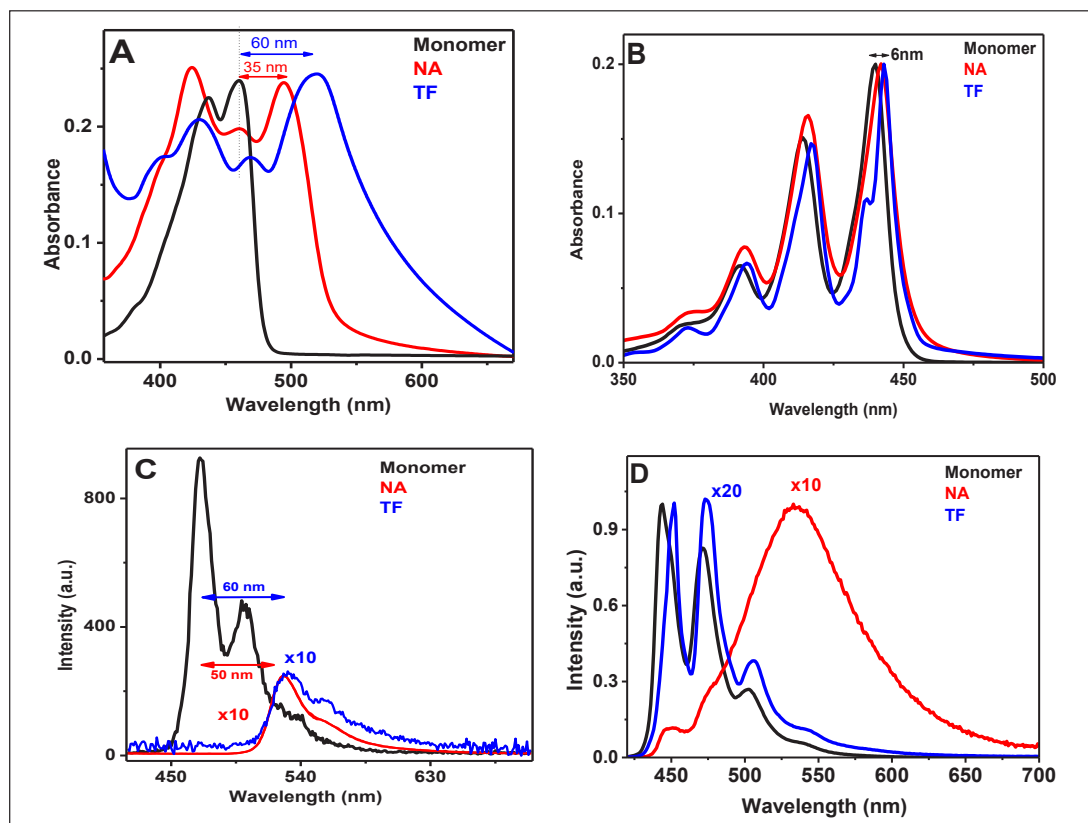 A
60 nm
35 nm
Monomer
NA
TF
0.2
0.1
0.0
Absorbance
400
500
600
Wavelength (nm)
B
6nm
Monomer
NA
TF
0.2
0.1
0.0
Absorbance
350
400
450
500
Wavelength (nm)
C
Monomer
NA
TF
800
400
0
60 nm
50 nm
x10
x10
Intensity (a.u.)
450
540
630
Wavelength (nm)
D
x20
x10
Monomer
NA
TF
0.9
0.6
0.3
0.0
Intensity (a.u.)
450
500
550
600
650
700
Wavelength (nm)